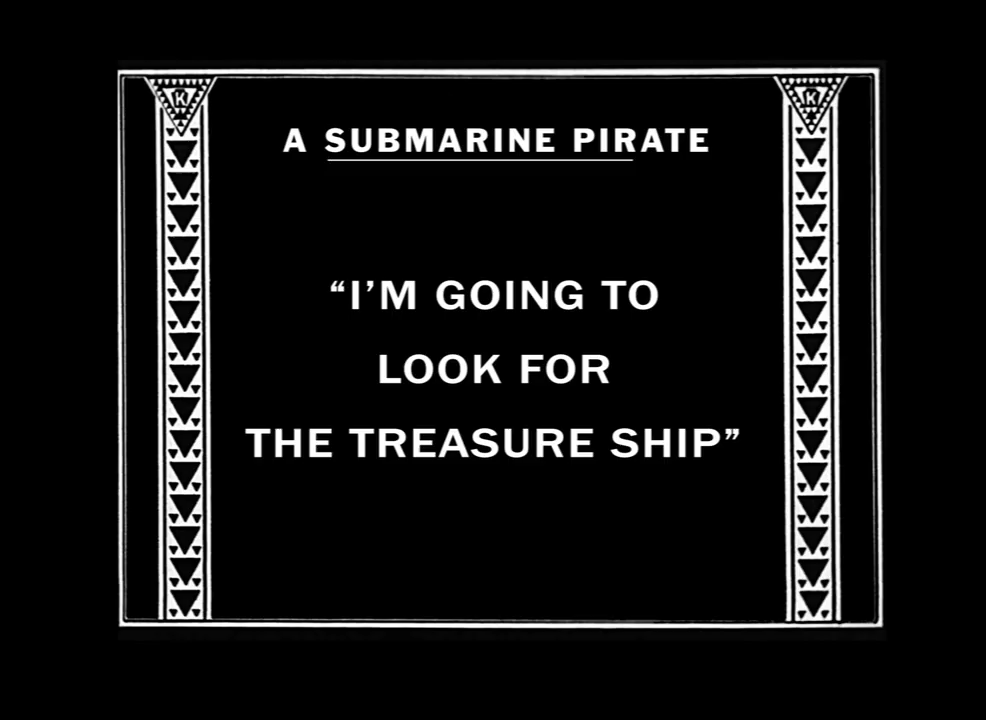 K K
A SUBMARINE PIRATE
“I’M GOING TO
LOOK FOR
THE TREASURE SHIP”